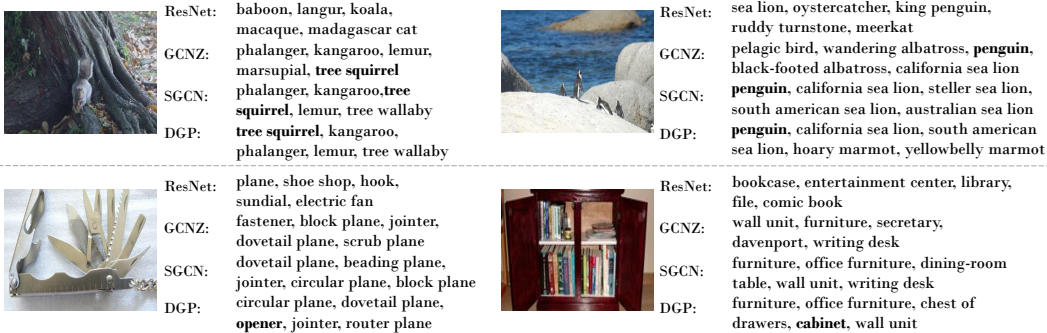 ResNet: baboon, langur, koala,
macaque, madagascar cat
GCNZ: phalanger, kangaroo, lemur,
marsupial, tree squirrel
SGCN: phalanger, kangaroo,tree
squirrel, lemur, tree wallaby
DGP: tree squirrel, kangaroo,
phalanger, lemur, tree wallaby
ResNet: sea lion, oystercatcher, king penguin,
ruddy turnstone, meerkat
GCNZ: pelagic bird, wandering albatross, penguin,
black-footed albatross, california sea lion
SGCN: penguin, california sea lion, steller sea lion,
south american sea lion, australian sea lion
DGP: penguin, california sea lion, south american
sea lion, hoary marmot, yellowbelly marmot
ResNet: plane, shoe shop, hook,
sundial, electric fan
GCNZ: fastener, block plane, jointer,
dovetail plane, scrub plane
SGCN: dovetail plane, beading plane,
jointer, circular plane, block plane
DGP: circular plane, dovetail plane,
opener, jointer, router plane
ResNet: bookcase, entertainment center, library,
file, comic book
GCNZ: wall unit, furniture, secretary,
davenport, writing desk
SGCN: furniture, office furniture, dining-room
table, wall unit, writing desk
DGP: furniture, office furniture, chest of
drawers, cabinet, wall unit